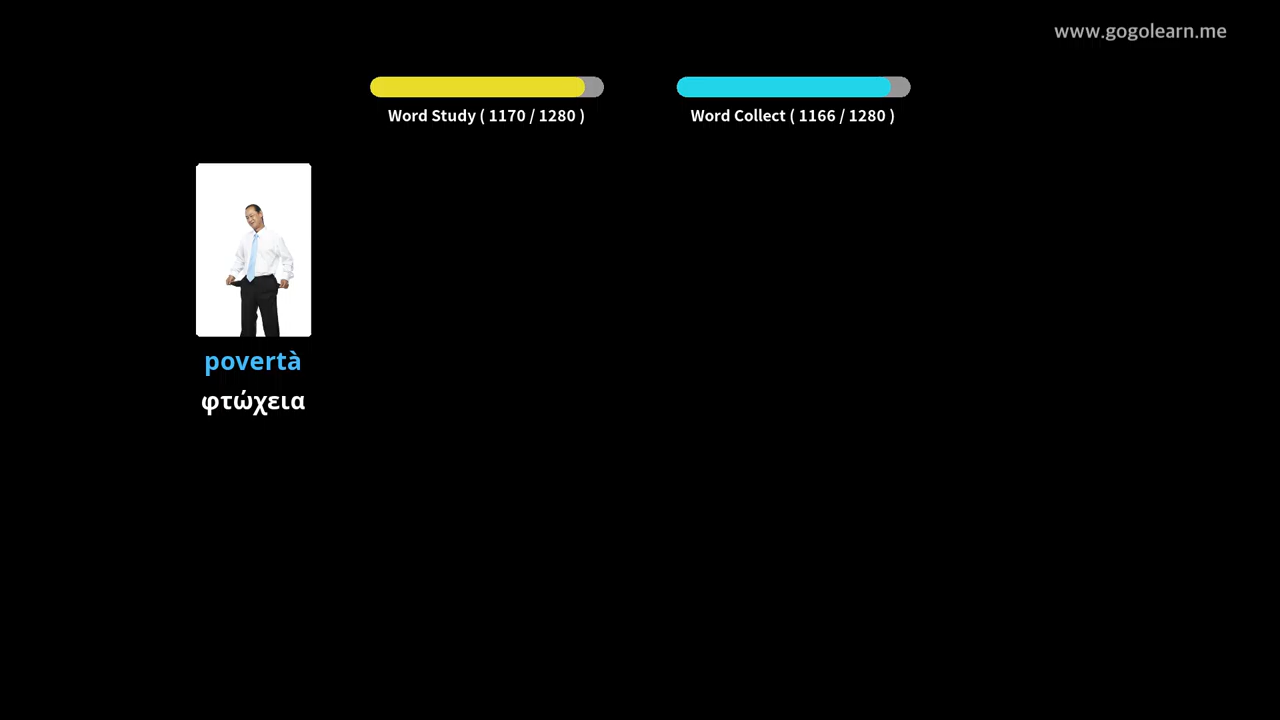 www.gogolearn.me
Word Study ( 1170 / 1280 )
Word Collect ( 1166 / 1280 )
povertà
φτώχεια